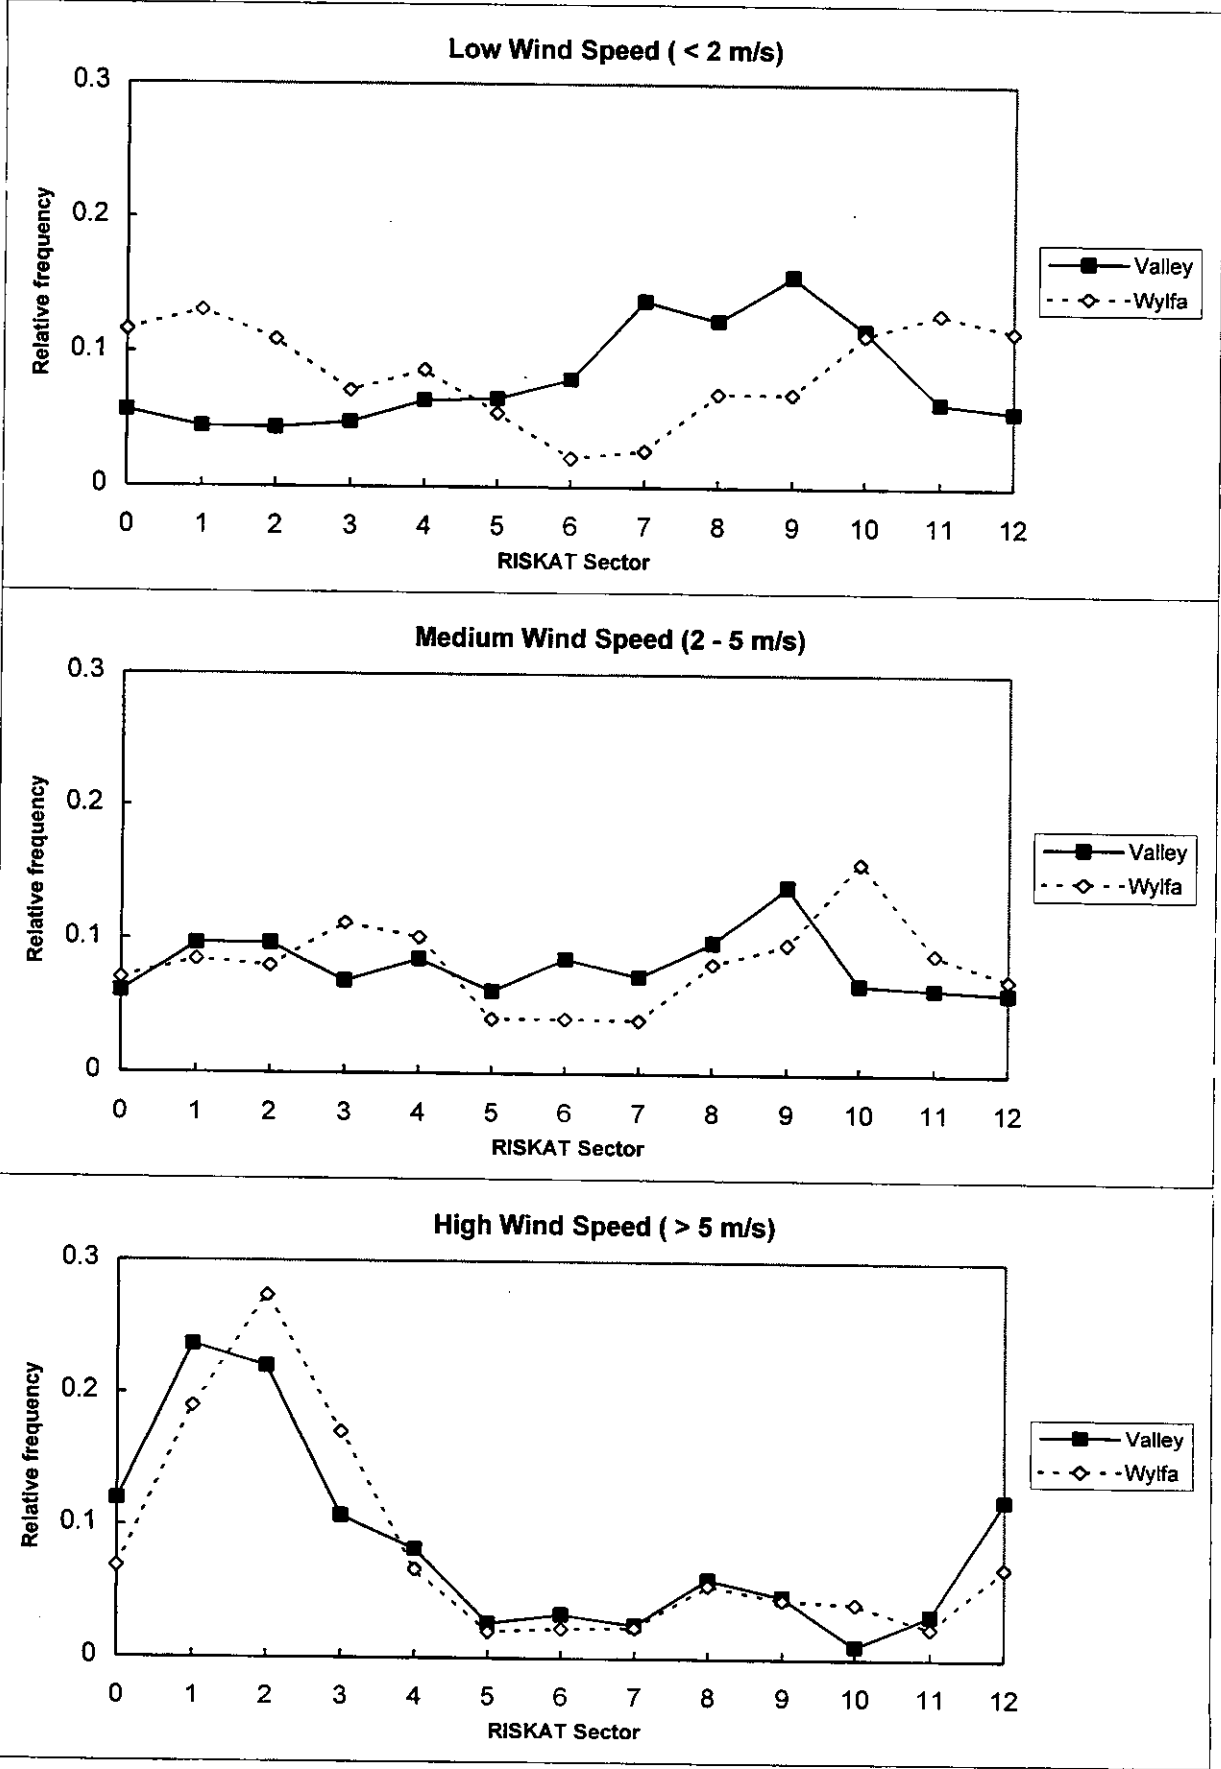 Low Wind Speed ( < 2 m/s)
0.3
0.2
0.1
0
Relative frequency
0 1 2 3 4 5 6 7 8 9 10 11 12
RISKAT Sector
Valley
Wylfa
Medium Wind Speed (2 - 5 m/s)
0.3
0.2
0.1
0
Relative frequency
0 1 2 3 4 5 6 7 8 9 10 11 12
RISKAT Sector
Valley
Wylfa
High Wind Speed ( > 5 m/s)
0.3
0.2
0.1
0
Relative frequency
0 1 2 3 4 5 6 7 8 9 10 11 12
RISKAT Sector
Valley
Wylfa